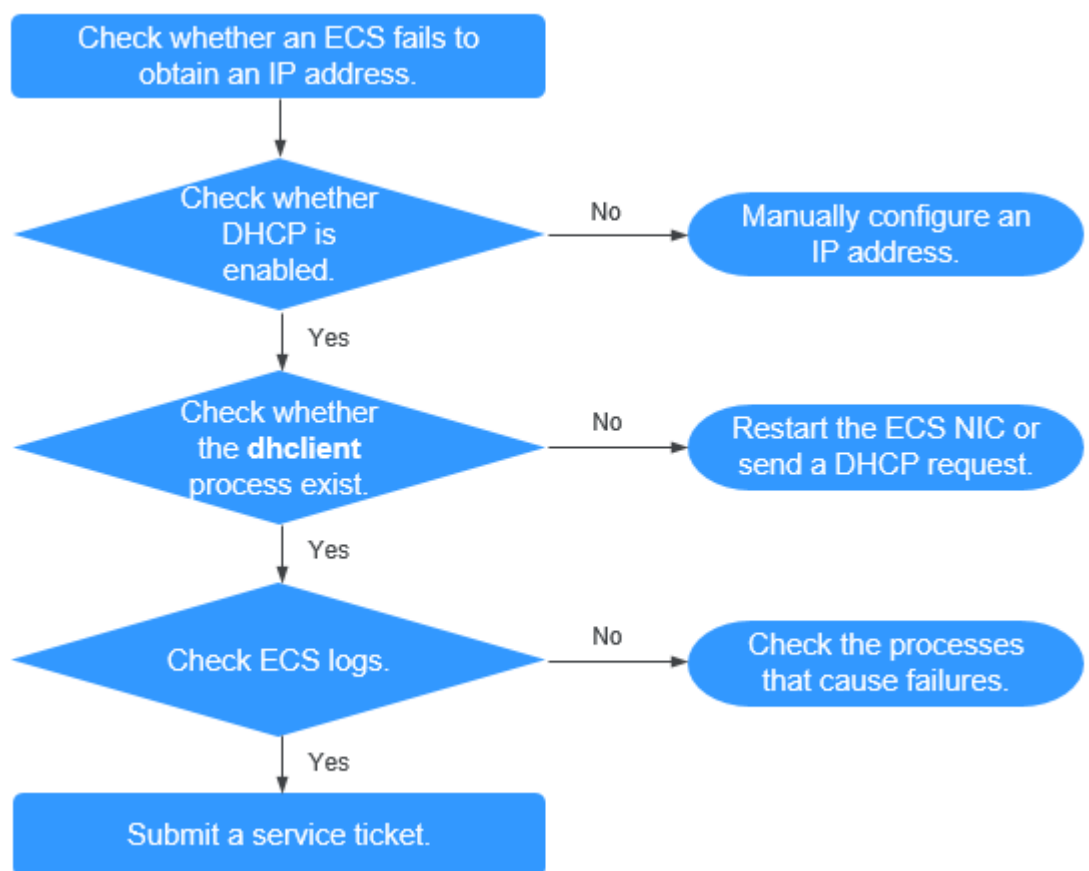 Check whether an ECS fails to
obtain an IP address.
Check whether
DHCP is
enabled.
No
Manually configure an
IP address.
Yes
Check whether
the dhclient
process exist.
No
Restart the ECS NIC or
send a DHCP request.
Yes
Check ECS logs.
No
Check the processes
that cause failures.
Yes
Submit a service ticket.